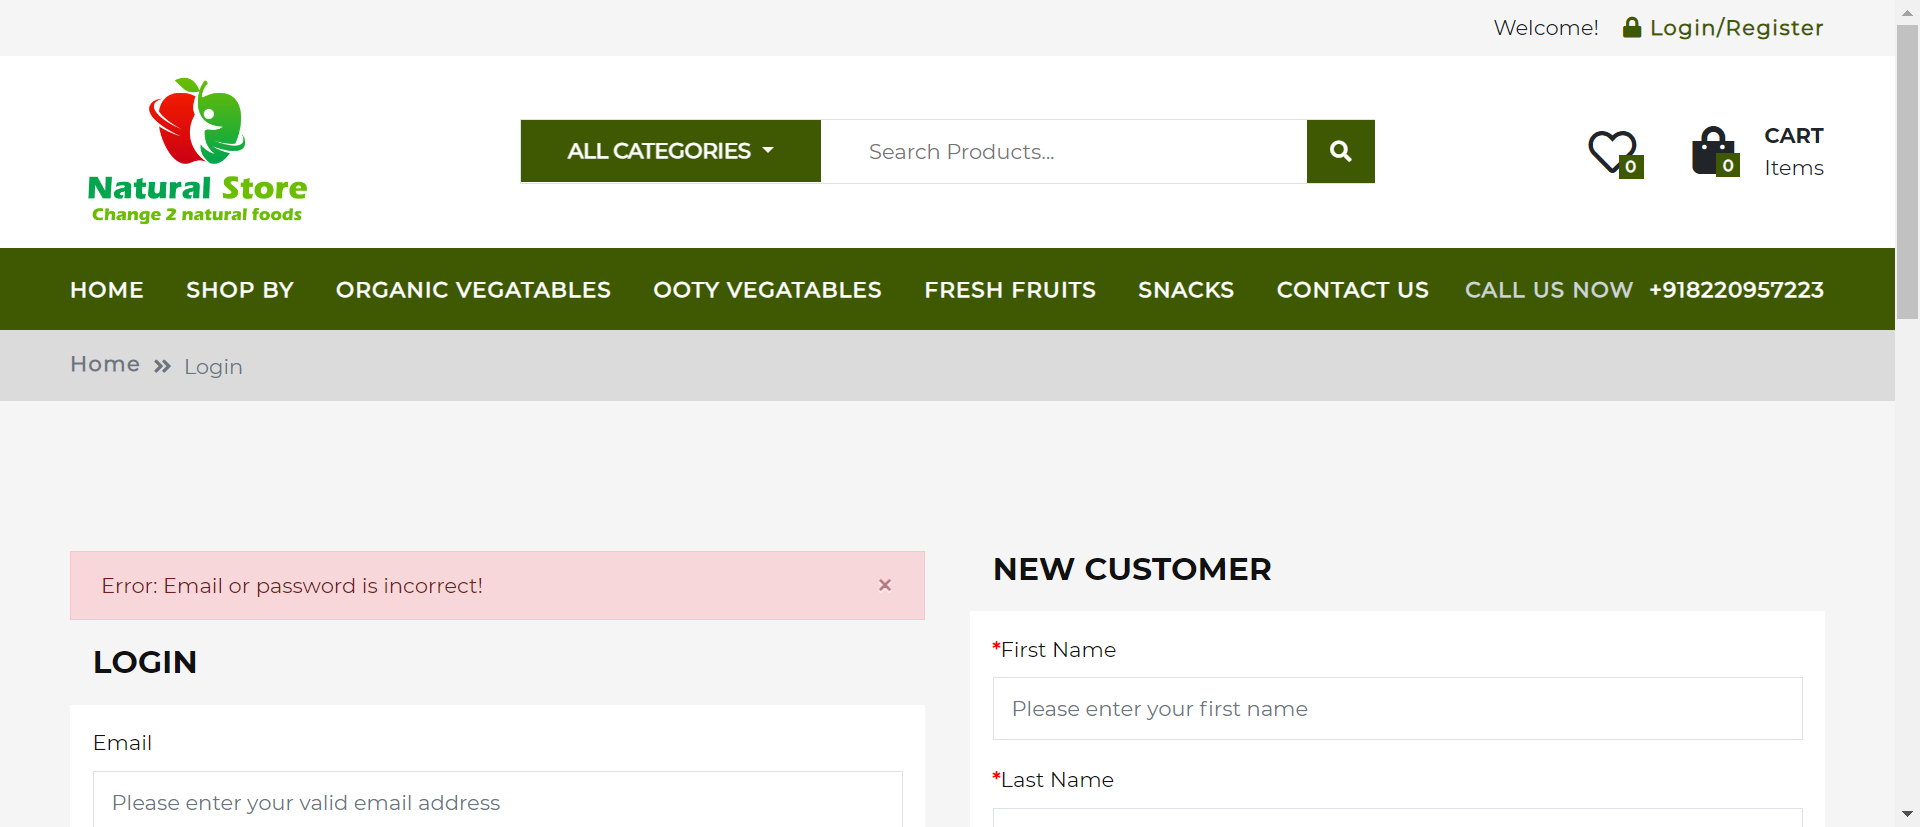 Welcome! Login/Register
Natural Store
Change 2 natural foods
ALL CATEGORIES
Search Products...
0
0
CART
Items
HOME SHOP BY ORGANIC VEGATABLES OOTY VEGATABLES FRESH FRUITS SNACKS CONTACT US CALL US NOW +918220957223
Home » Login
Error: Email or password is incorrect! ×
LOGIN
Email
Please enter your valid email address
NEW CUSTOMER
*First Name
Please enter your first name
*Last Name